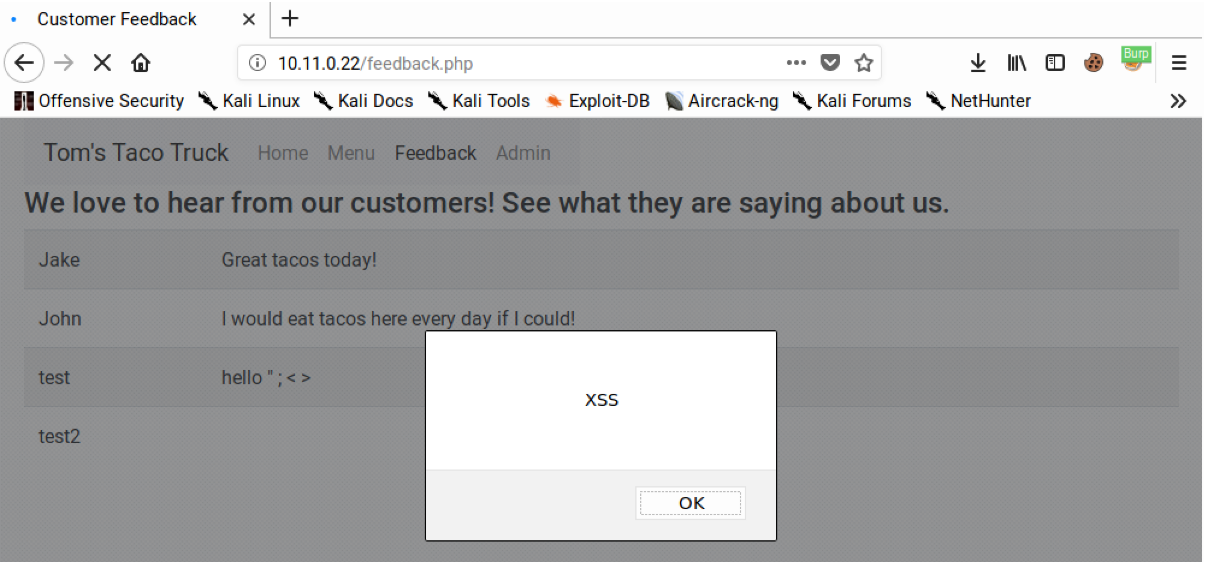 Customer Feedback
10.11.0.22/feedback.php
Burp
Offensive Security Kali Linux Kali Docs Kali Tools Exploit-DB Aircrack-ng Kali Forums NetHunter
Tom's Taco Truck Home Menu Feedback Admin
We love to hear from our customers! See what they are saying about us.
Jake Great tacos today!
John I would eat tacos here every day if I could!
test hello " ; < >
test2
XSS
OK